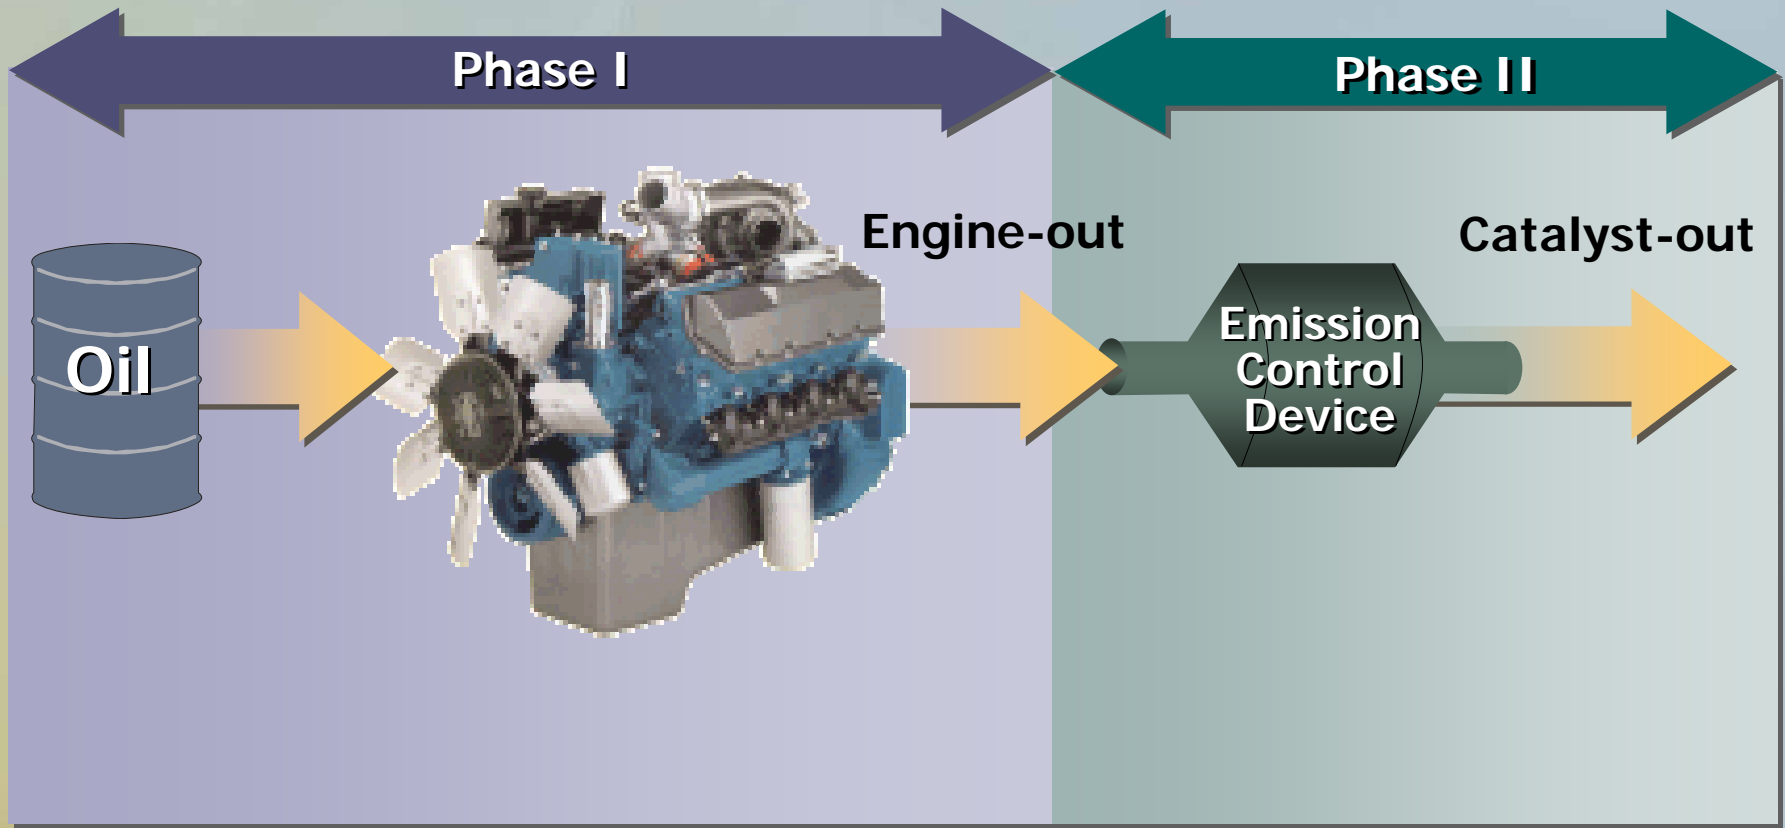 Phase I
Phase II
Engine-out
Catalyst-out
Oil
Emission
Control
Device